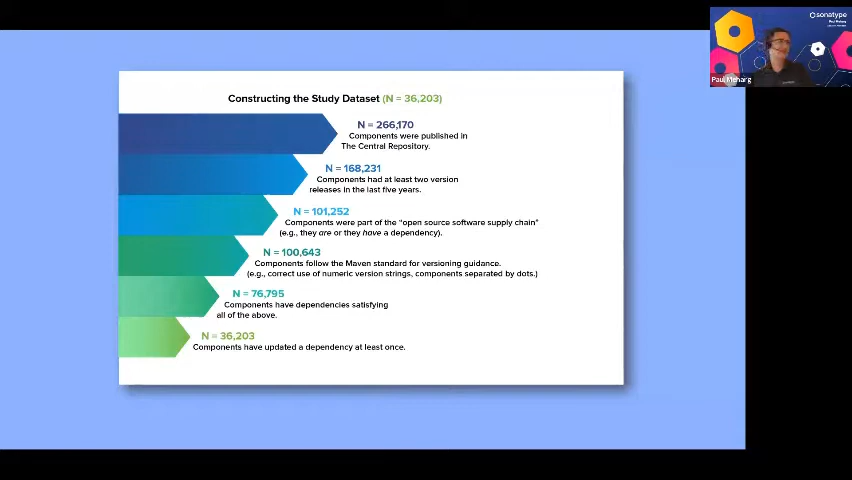 Constructing the Study Dataset (N = 36,203)
N = 266,170
Components were published in
The Central Repository.
N = 168,231
Components had at least two version
releases in the last five years.
N = 101,252
Components were part of the "open source software supply chain"
(e.g., they are or they have a dependency).
N = 100,643
Components follow the Maven standard for versioning guidance.
(e.g., correct use of numeric version strings, components separated by dots.)
N = 76,795
Components have dependencies satisfying
all of the above.
N = 36,203
Components have updated a dependency at least once.
sonatype
Paul Meharg
Paul Meharg